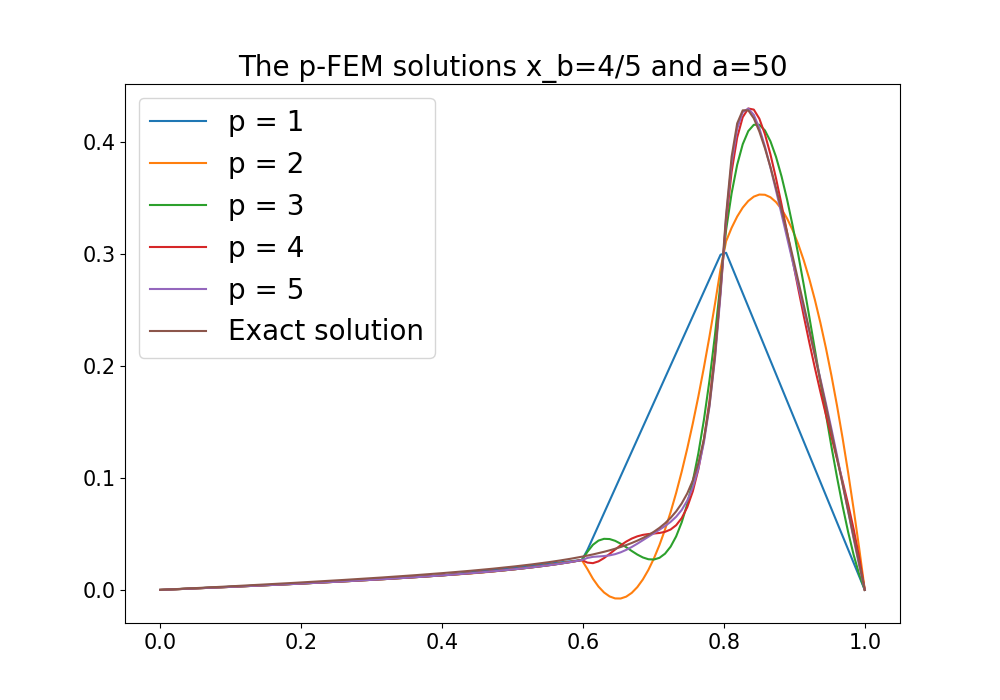 The p-FEM solutions x_b=4/5 and a=50
p = 1
p = 2
p = 3
p = 4
p = 5
Exact solution
0.4
0.3
0.2
0.1
0.0
0.0 0.2 0.4 0.6 0.8 1.0